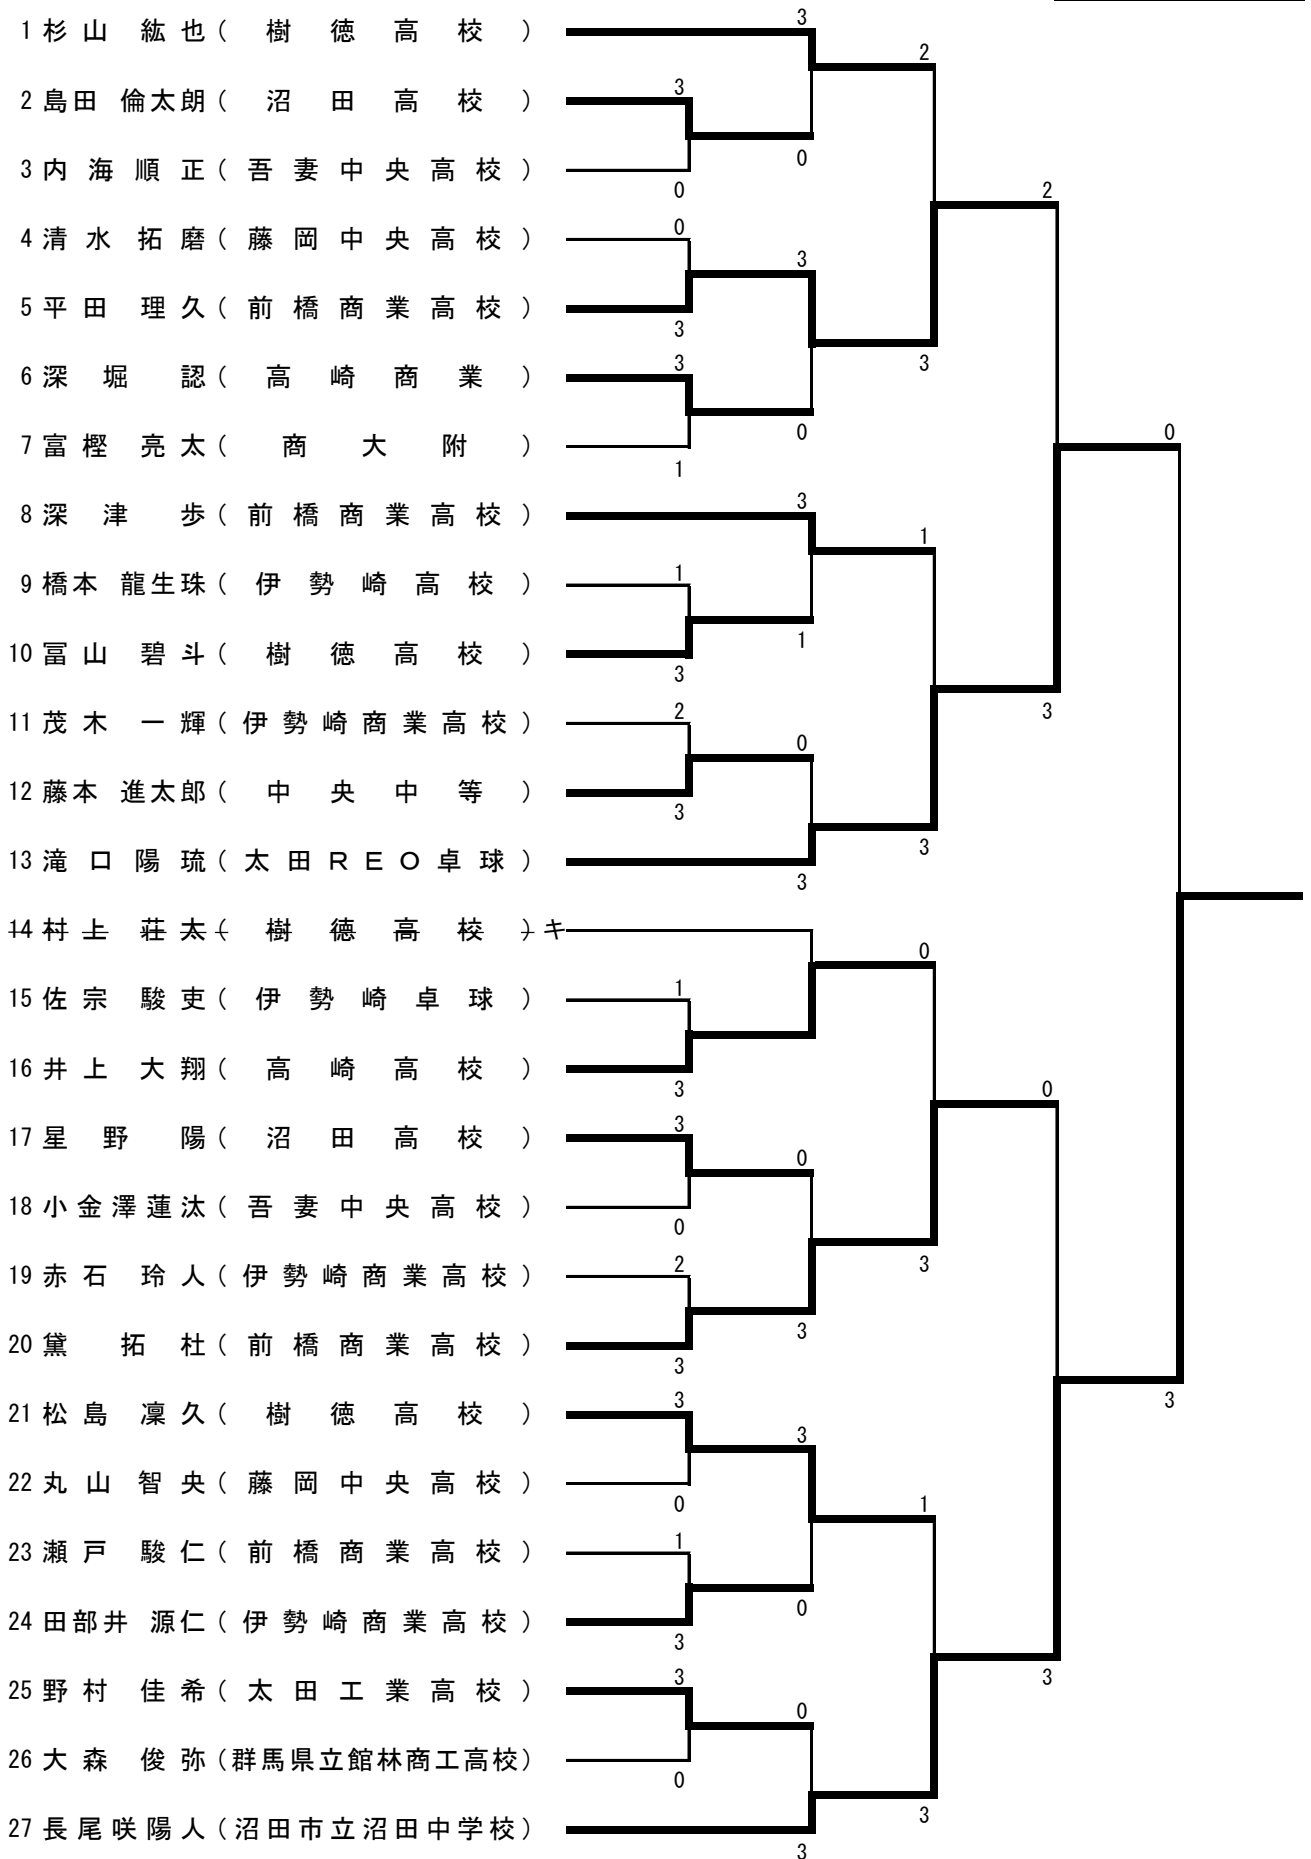 3
1 杉山 紘也 ( 樹徳高校 )
2
3
2 島田 倫太朗 ( 沼田高校 )
0
3 内海 順正 ( 吾妻中央高校 )
0
2
0
4 清水 拓磨 ( 藤岡中央高校 )
3
5 平田 理久 ( 前橋商業高校 )
3
3
3
6 深堀 認 ( 高崎商業 )
0
0
7 富樫 亮太 ( 商大附 )
1
3
8 深津 歩 ( 前橋商業高校 )
1
1
9 橋本 龍生珠 ( 伊勢崎高校 )
1
10 冨山 碧斗 ( 樹徳高校 )
3
3
2
11 茂木 一輝 ( 伊勢崎商業高校 )
0
12 藤本 進太郎 ( 中央中等 )
3
3
13 滝口 陽琉 ( 太田REO卓球 )
3
14 村上 荘太 ( 樹徳高校 ) キ
0
1
15 佐宗 駿吏 ( 伊勢崎卓球 )
16 井上 大翔 ( 高崎高校 )
3
0
3
17 星野 陽 ( 沼田高校 )
0
18 小金澤蓮汰 ( 吾妻中央高校 )
0
2
3
19 赤石 玲人 ( 伊勢崎商業高校 )
3
20 黛 拓杜 ( 前橋商業高校 )
3
3
3
21 松島 凜久 ( 樹徳高校 )
3
22 丸山 智央 ( 藤岡中央高校 )
0
1
1
23 瀬戸 駿仁 ( 前橋商業高校 )
0
24 田部井 源仁 ( 伊勢崎商業高校 )
3
3
3
25 野村 佳希 ( 太田工業高校 )
0
26 大森 俊弥 (群馬県立館林商工高校)
0
3
27 長尾咲陽人 (沼田市立沼田中学校)
3